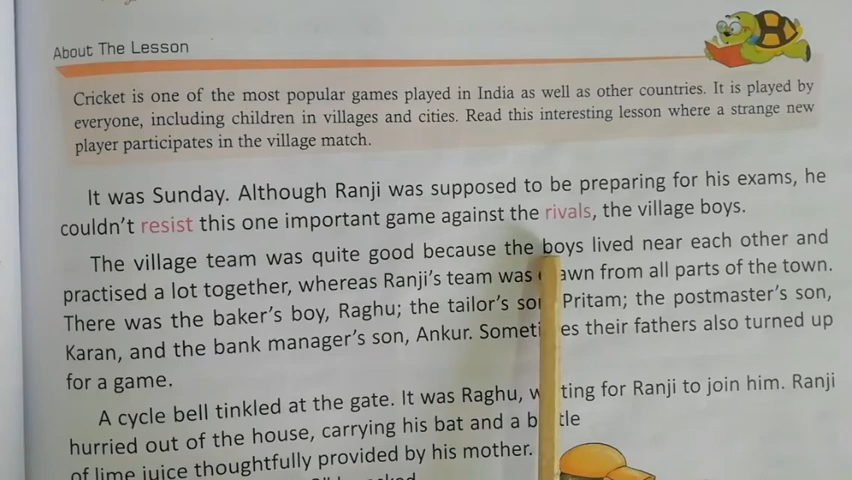 About The Lesson
Cricket is one of the most popular games played in India as well as other countries. It is played by
everyone, including children in villages and cities. Read this interesting lesson where a strange new
player participates in the village match.
It was Sunday. Although Ranji was supposed to be preparing for his exams, he
couldn't resist this one important game against the rivals, the village boys.
The village team was quite good because the boys lived near each other and
practised a lot together, whereas Ranji's team was drawn from all parts of the town.
There was the baker's boy, Raghu; the tailor's son Pritam; the postmaster's son,
Karan, and the bank manager's son, Ankur. Sometimes their fathers also turned up
for a game.
A cycle bell tinkled at the gate. It was Raghu, waiting for Ranji to join him. Ranji
hurried out of the house, carrying his bat and a bottle
of lime juice thoughtfully provided by his mother.